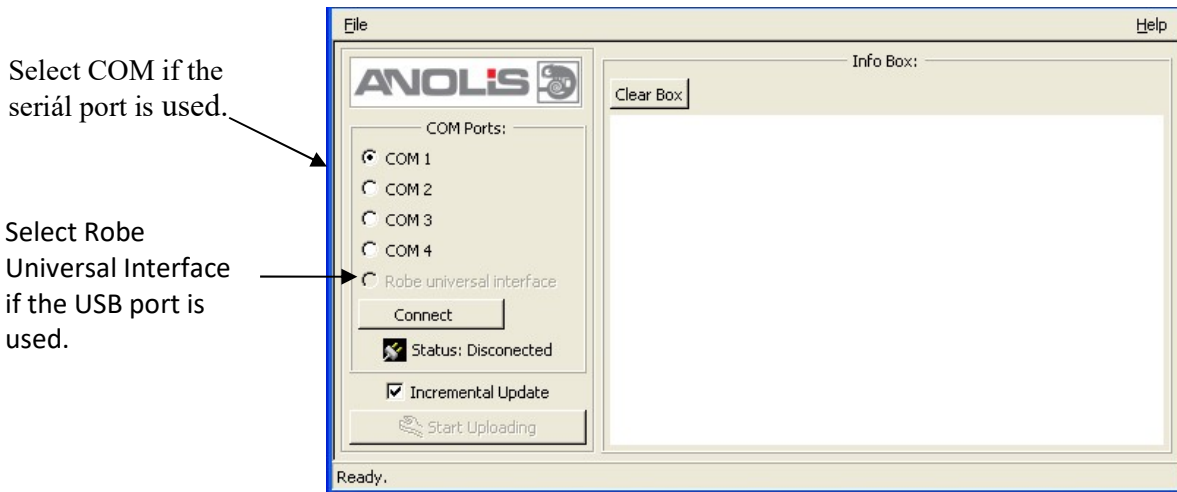 Select COM if the
seriál port is used.
Select Robe
Universal Interface
if the USB port is
used.
File Help
ANOLiS
COM Ports:
COM 1
COM 2
COM 3
COM 4
Robe universal interface
Connect
Status: Disconected
Incremental Update
Start Uploading
Info Box:
Clear Box
Ready.